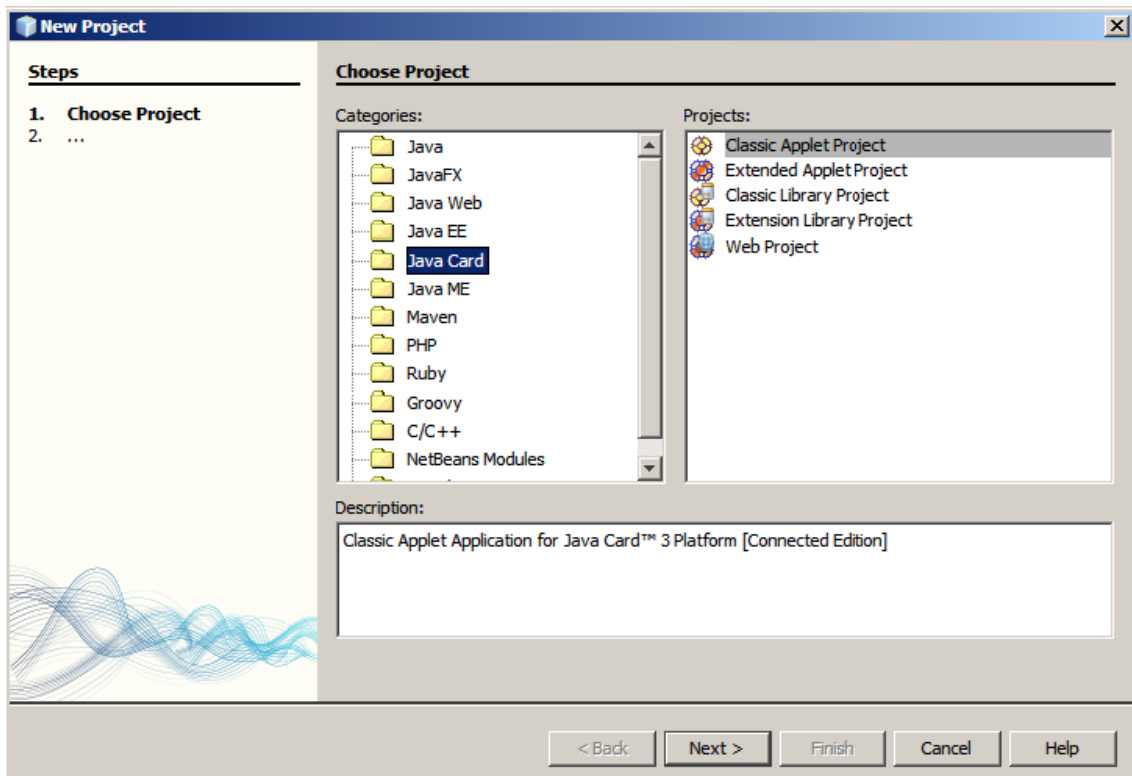 New Project
Steps
1. Choose Project
2. ...
Choose Project
Categories:
Java
JavaFX
Java Web
Java EE
Java Card
Java ME
Maven
PHP
Ruby
Groovy
C/C++
NetBeans Modules
Projects:
Classic Applet Project
Extended Applet Project
Classic Library Project
Extension Library Project
Web Project
Description:
Classic Applet Application for Java Card™ 3 Platform [Connected Edition]
< Back
Next >
Finish
Cancel
Help